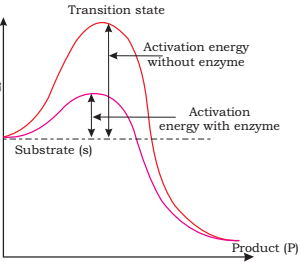 Transition state
Activation energy
without enzyme
Activation
energy with enzyme
Substrate (s)
Product (P)